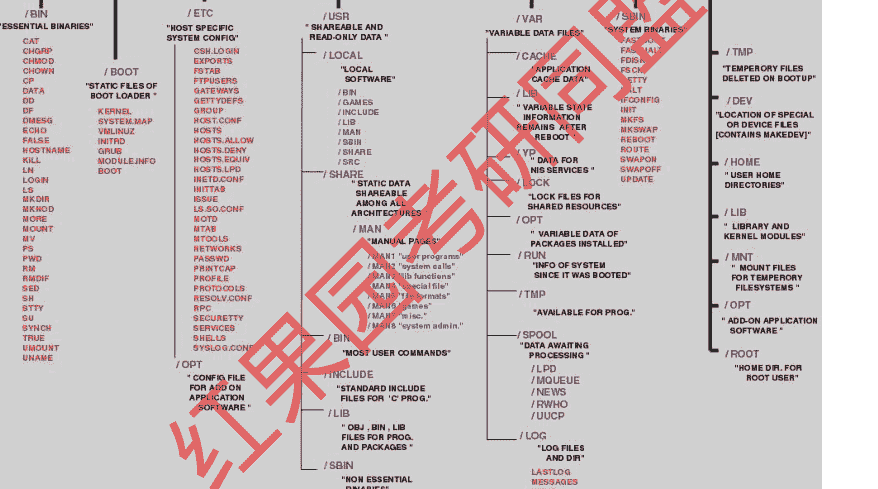 / BIN
"ESSENTIAL BINARIES"
CAT
CHGRP
CHMOD
CHOWN
CP
DATA
DD
DF
DMESG
ECHO
FALSE
HOSTNAME
KILL
LN
LOGIN
LS
MKDIR
MKNOD
MORE
MOUNT
MV
PS
PWD
RM
RMDIF
SED
SH
STTY
SU
SYNCH
TRUE
UMOUNT
UNAME
/ BOOT
"STATIC FILES OF
BOOT LOADER "
KERNEL
SYSTEM.MAP
VMLINUZ
INITRD
GRUB
MODULE.INFO
BOOT
/ ETC
"HOST SPECIFIC
SYSTEM CONFIG"
CSH.LOGIN
EXPORTS
FSTAB
FTPUSERS
GATEWAYS
GETTYDEFS
GROUP
HOST.CONF
HOSTS
HOSTS.ALLOW
HOSTS.DENY
HOSTS.EQUIV
HOSTS.LPD
INETD.CONF
INITTAB
ISSUE
LS.SO.CONF
MOTD
MTAB
MTOOLS
NETWORKS
PASSWD
PRINTCAP
PROFILE
PROTOCOLS
RESOLV.CONF
RPC
SECURETTY
SERVICES
SHELLS
SYSLOG.CONF
/ OPT
" CONFIG FILE
FOR ADD ON
APPLICATION
SOFTWARE "
/ USR
" SHAREABLE AND
READ-ONLY DATA "
/ LOCAL
"LOCAL
SOFTWARE"
/ BIN
/ GAMES
/ INCLUDE
/ LIB
/ MAN
/ SBIN
/ SHARE
/ SRC
/ SHARE
" STATIC DATA
SHAREABLE
AMONG ALL
ARCHITECTURES
/ MAN
"MANUAL PAGES"
/ MAN1 "user programs"
/ MAN2 "system calls"
/ MAN3 "lib functions"
/ MAN4 "special file"
/ MAN5 "file formats"
/ MAN6 "games"
/ MAN7 "misc."
/ MAN8 "system admin."
/ BIN
"MOST USER COMMANDS"
/ INCLUDE
"STANDARD INCLUDE
FILES FOR 'C' PROG."
/ LIB
" OBJ , BIN , LIB
FILES FOR PROG.
AND PACKAGES "
/ SBIN
"NON ESSENTIAL
BINARIES"
/ VAR
"VARIABLE DATA FILES"
/ CACHE
"APPLICATION
CACHE DATA"
/ LIB
" VARIABLE STATE
INFORMATION
REMAINS AFTER
REBOOT "
/ YP
" DATA FOR
NIS SERVICES "
/ LOCK
"LOCK FILES FOR
SHARED RESOURCES"
/ OPT
" VARIABLE DATA OF
PACKAGES INSTALLED"
/ RUN
"INFO OF SYSTEM
SINCE IT WAS BOOTED"
/ TMP
"AVAILABLE FOR PROG."
/ SPOOL
"DATA AWAITING
PROCESSING "
/ LPD
/ MQUEUE
/ NEWS
/ RWHO
/ UUCP
/ LOG
"LOG FILES
AND DIR"
LASTLOG
MESSAGES
/ SBIN
"SYSTEM BINARIES"
FASTBOOT
FASTHALT
FDISK
FSCK
GETTY
HALT
IFCONFIG
INIT
MKFS
MKSWAP
REBOOT
ROUTE
SWAPON
SWAPOFF
UPDATE
/ TMP
"TEMPERORY FILES
DELETED ON BOOTUP"
/ DEV
"LOCATION OF SPECIAL
OR DEVICE FILES
[CONTAINS MAKEDEV]"
/ HOME
" USER HOME
DIRECTORIES"
/ LIB
" LIBRARY AND
KERNEL MODULES"
/ MNT
" MOUNT FILES
FOR TEMPERORY
FILESYSTEMS "
/ OPT
" ADD-ON APPLICATION
SOFTWARE "
/ ROOT
"HOME DIR. FOR
ROOT USER"
红果园考研同盟